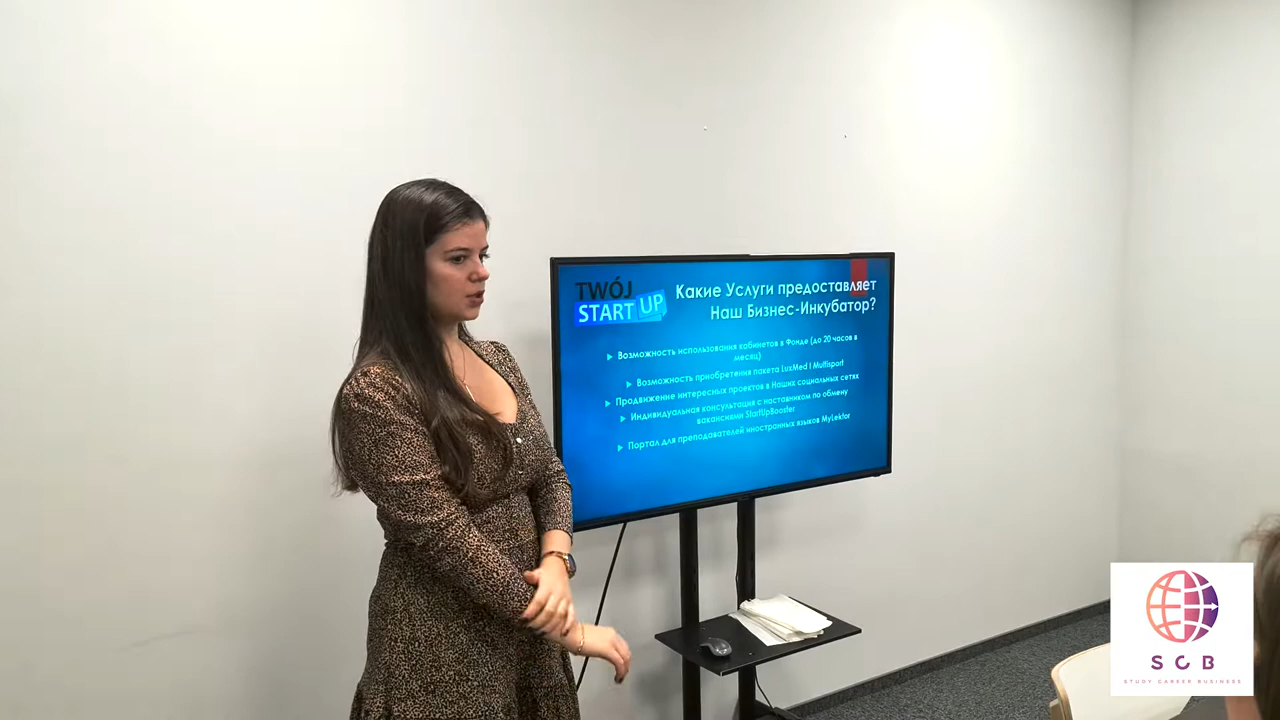 TWÓJ
START UP
Какие Услуги предоставляет
Наш Бизнес-Инкубатор?
Возможность использования кабинетов в Фонде (до 20 часов в
месяц)
Возможность приобретения пакета LuxMed I Multisport
Продвижение интересных проектов в Наших социальных сетях
Индивидуальная консультация с наставником по обмену
вакансиями StartUpBooster
Портал для преподавателей иностранных языков MyLektor
SCB
STUDY CAREER BUSINESS